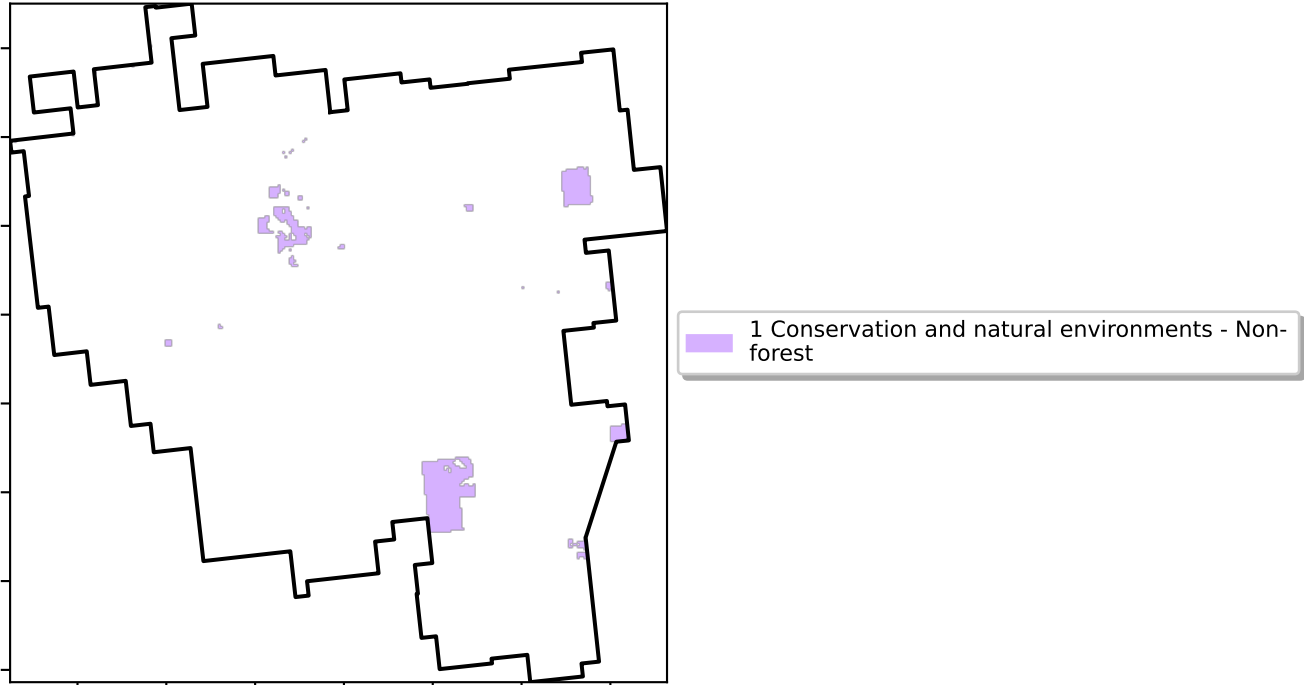 1 Conservation and natural environments - Non-
forest